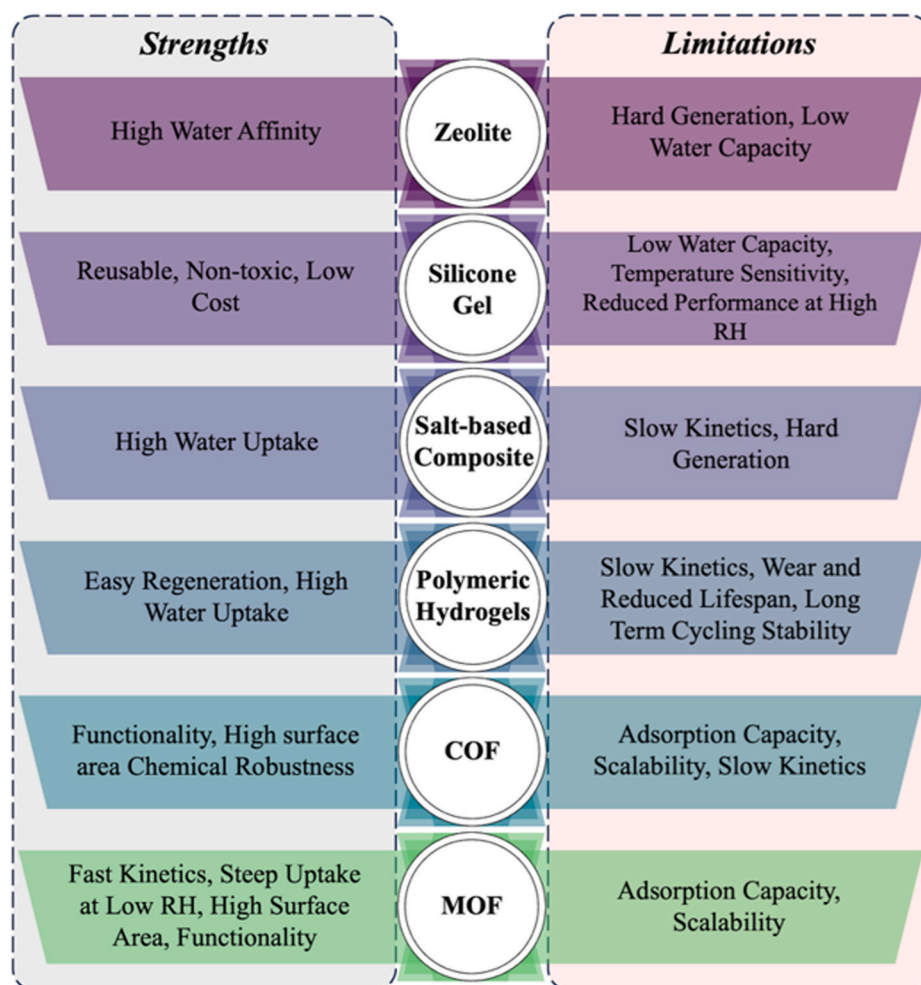 Strengths
Limitations
High Water Affinity
Zeolite
Hard Generation, Low
Water Capacity
Reusable, Non-toxic, Low
Cost
Silicone
Gel
Low Water Capacity,
Temperature Sensitivity,
Reduced Performance at High
RH
High Water Uptake
Salt-based
Composite
Slow Kinetics, Hard
Generation
Easy Regeneration, High
Water Uptake
Polymeric
Hydrogels
Slow Kinetics, Wear and
Reduced Lifespan, Long
Term Cycling Stability
Functionality, High surface
area Chemical Robustness
COF
Adsorption Capacity,
Scalability, Slow Kinetics
Fast Kinetics, Steep Uptake
at Low RH, High Surface
Area, Functionality
MOF
Adsorption Capacity,
Scalability